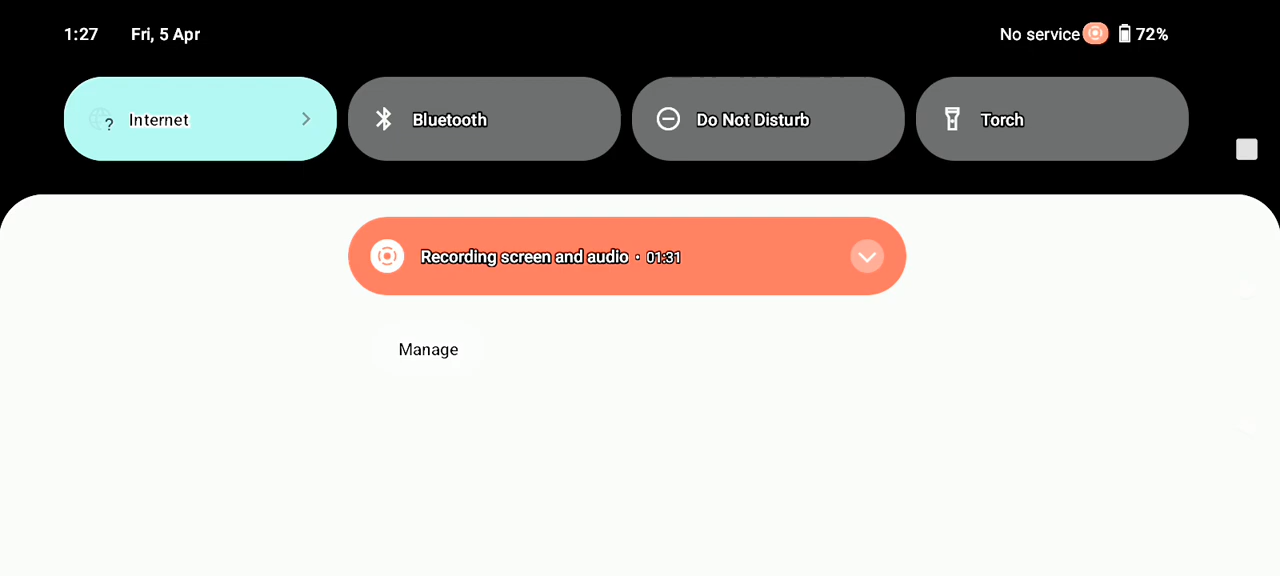 1:27 Fri, 5 Apr No service 72%
Internet Bluetooth Do Not Disturb Torch
Recording screen and audio • 01:31
Manage